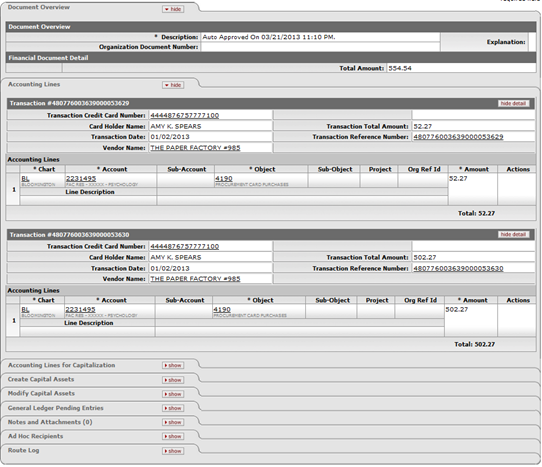 Document Overview hide
Document Overview
* Description: Auto Approved On 03/21/2013 11:10 PM. Explanation:
Organization Document Number:
Financial Document Detail
Total Amount: 554.54
Accounting Lines hide
Transaction #480776003639000053629 hide detail
Transaction Credit Card Number: 4444876757777100
Card Holder Name: AMY K. SPEARS Transaction Total Amount: 52.27
Transaction Date: 01/02/2013 Transaction Reference Number: 480776003639000053629
Vendor Name: THE PAPER FACTORY #985
Accounting Lines
* Chart * Account Sub-Account * Object Sub-Object Project Org Ref Id * Amount Actions
1 BL 2231495 4190 52.27
BLOOMINGTON FAC RES - XXXXX - PSYCHOLOGY PROCUREMENT CARD PURCHASES
Line Description
Total: 52.27
Transaction #480776003639000053630 hide detail
Transaction Credit Card Number: 4444876757777100
Card Holder Name: AMY K. SPEARS Transaction Total Amount: 502.27
Transaction Date: 01/02/2013 Transaction Reference Number: 480776003639000053630
Vendor Name: THE PAPER FACTORY #985
Accounting Lines
* Chart * Account Sub-Account * Object Sub-Object Project Org Ref Id * Amount Actions
1 BL 2231495 4190 502.27
BLOOMINGTON FAC RES - XXXXX - PSYCHOLOGY PROCUREMENT CARD PURCHASES
Line Description
Total: 502.27
Accounting Lines for Capitalization show
Create Capital Assets show
Modify Capital Assets show
General Ledger Pending Entries show
Notes and Attachments (0) show
Ad Hoc Recipients show
Route Log show